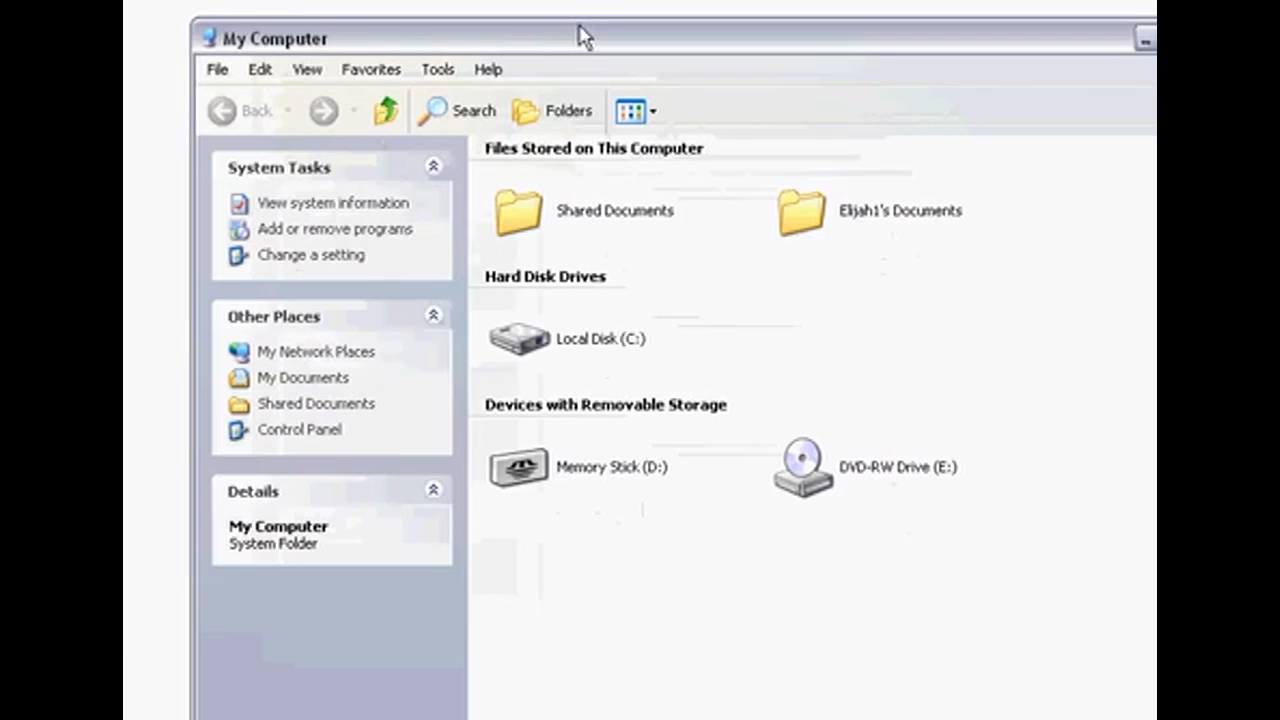 My Computer
File Edit View Favorites Tools Help
Back Search Folders
System Tasks
View system information
Add or remove programs
Change a setting
Other Places
My Network Places
My Documents
Shared Documents
Control Panel
Details
My Computer
System Folder
Files Stored on This Computer
Shared Documents Elijah1's Documents
Hard Disk Drives
Local Disk (C:)
Devices with Removable Storage
Memory Stick (D:) DVD-RW Drive (E:)